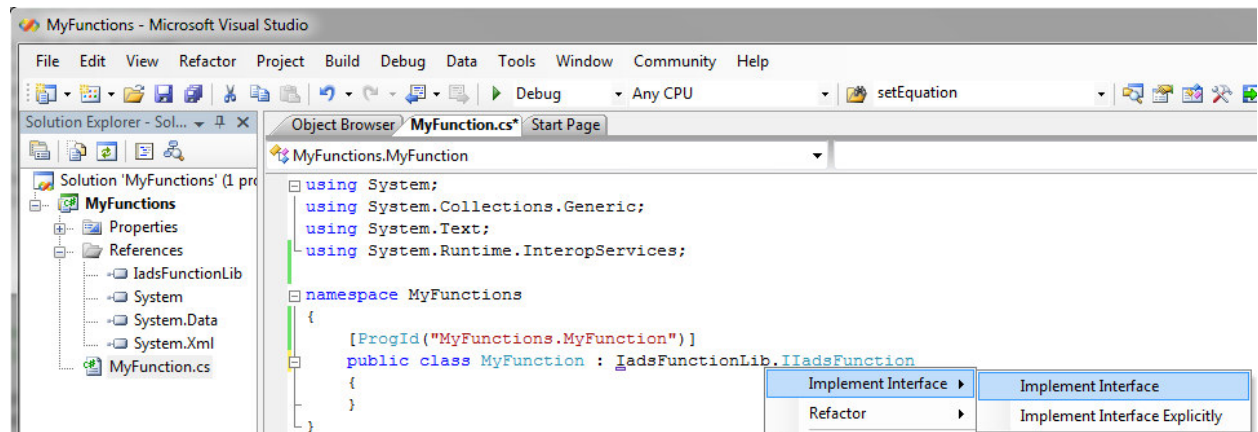 MyFunctions - Microsoft Visual Studio
File Edit View Refactor Project Build Debug Data Tools Window Community Help
Debug Any CPU setEquation
Solution Explorer - Sol...
Object Browser MyFunction.cs* Start Page
MyFunctions.MyFunction
Solution 'MyFunctions' (1 pro
MyFunctions
Properties
References
IadsFunctionLib
System
System.Data
System.Xml
MyFunction.cs
using System;
using System.Collections.Generic;
using System.Text;
using System.Runtime.InteropServices;
namespace MyFunctions
{
[ProgId("MyFunctions.MyFunction")]
public class MyFunction : IadsFunctionLib.IIadsFunction
{
}
}
Implement Interface
Refactor
Implement Interface
Implement Interface Explicitly